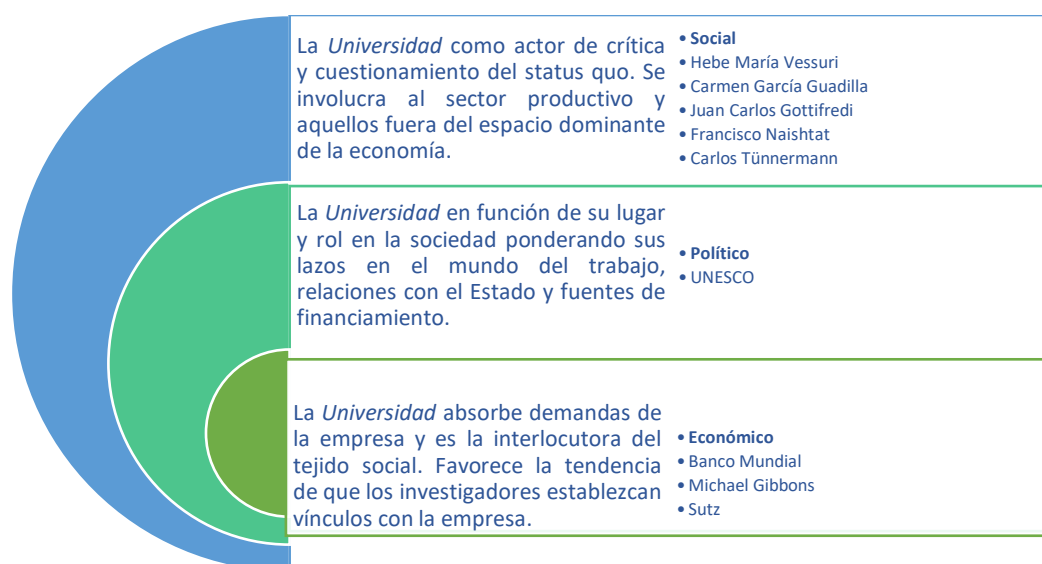 La Universidad como actor de crítica
y cuestionamiento del status quo. Se
involucra al sector productivo y
aquellos fuera del espacio dominante
de la economía.
• Social
• Hebe María Vessuri
• Carmen García Guadilla
• Juan Carlos Gottifredi
• Francisco Naishtat
• Carlos Tünnermann
La Universidad en función de su lugar
y rol en la sociedad ponderando sus
lazos en el mundo del trabajo,
relaciones con el Estado y fuentes de
financiamiento.
• Político
• UNESCO
La Universidad absorbe demandas de
la empresa y es la interlocutora del
tejido social. Favorece la tendencia
de que los investigadores establezcan
vínculos con la empresa.
• Económico
• Banco Mundial
• Michael Gibbons
• Sutz